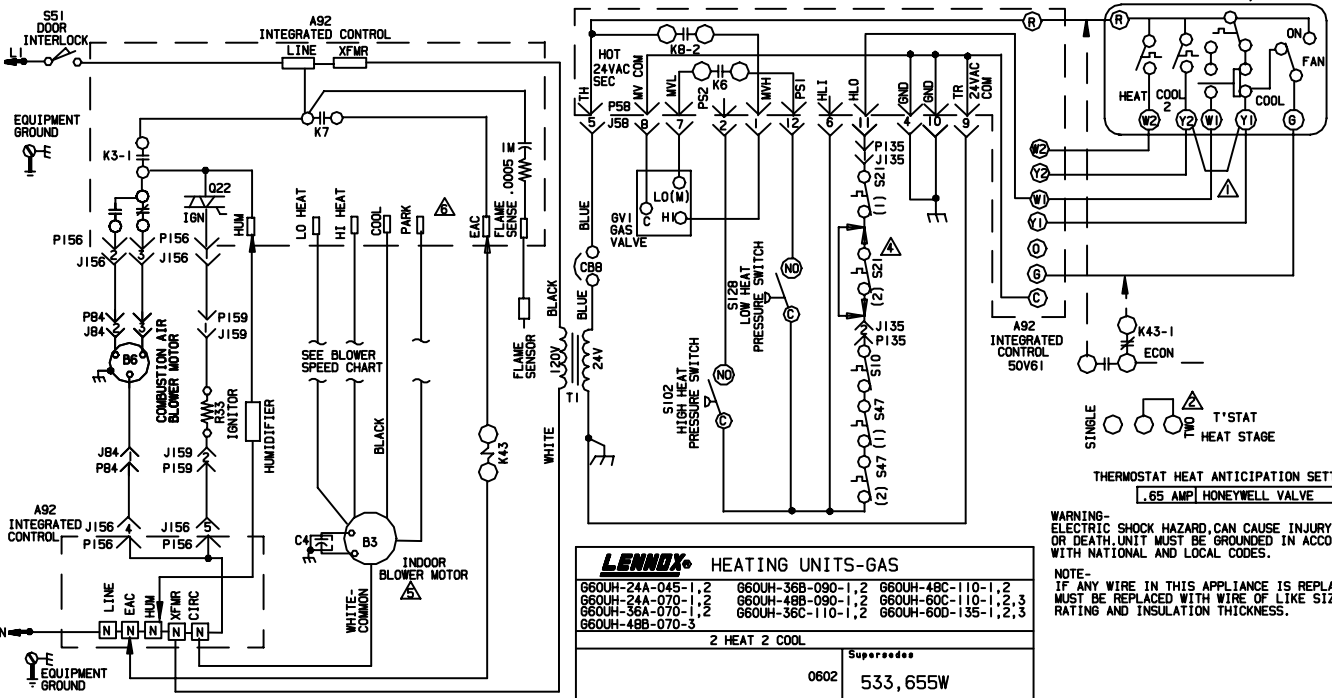 S51
DOOR
INTERLOCK
L1
A92
INTEGRATED CONTROL
LINE
XFMR
EQUIPMENT
GROUND
K3-1
K7
Q22
IGN
HUM
LO HEAT
HI HEAT
COOL
PARK
6
EAC
FLAME
SENSE
.0005
1M
P156
J156
2
3
P156
J156
P84
J84
2
3
P159
J159
B6
COMBUSTION AIR
BLOWER MOTOR
R33
IGNITOR
HUMIDIFIER
SEE BLOWER
SPEED CHART
BLACK
FLAME
SENSOR
K43
J84
P84
J159
P159
2
A92
INTEGRATED
CONTROL
J156
P156
4
J156
P156
5
C4
B3
INDOOR
BLOWER MOTOR
5
WHITE-
COMMON
LINE
EAC
HUM
XFMR
CIRC
N
N
N
N
N
N
EQUIPMENT
GROUND
BLACK
WHITE
120V
24V
T1
BLUE
CB8
BLUE
HOT
24VAC
SEC
TH
MV COM
MVL
PS2
MVH
PS1
HLI
HLO
GND
GND
TR
24VAC
COM
K8-2
K6
P58
J58
5
8
7
2
1
12
6
11
4
10
9
LO(M)
C
HI
GV1
GAS
VALVE
P135
J135
S21
(1)
S21
(2)
4
J135
P135
2
S10
S47
(1)
S47
(2)
NO
C
S128
LOW HEAT
PRESSURE SWITCH
NO
C
S102
HIGH HEAT
PRESSURE SWITCH
R
W2
Y2
W1
Y1
O
G
C
A92
INTEGRATED
CONTROL
50V61
R
ON
FAN
HEAT
COOL
2
COOL
W2
Y2
W1
Y1
G
1
K43-1
ECON
SINGLE
TWO
2
T'STAT
HEAT STAGE
THERMOSTAT HEAT ANTICIPATION SETT
.65 AMP HONEYWELL VALVE
WARNING-
ELECTRIC SHOCK HAZARD,CAN CAUSE INJURY
OR DEATH.UNIT MUST BE GROUNDED IN ACCO
WITH NATIONAL AND LOCAL CODES.
NOTE-
IF ANY WIRE IN THIS APPLIANCE IS REPLA
MUST BE REPLACED WITH WIRE OF LIKE SIZ
RATING AND INSULATION THICKNESS.
LENNOX® HEATING UNITS-GAS
G60UH-24A-045-1,2 G60UH-36B-090-1,2 G60UH-48C-110-1,2
G60UH-24A-070-1,2 G60UH-48B-090-1,2 G60UH-60C-110-1,2,3
G60UH-36A-070-1,2 G60UH-36C-110-1,2 G60UH-60D-135-1,2,3
G60UH-48B-070-3
2 HEAT 2 COOL
Supersedes
0602
533,655W